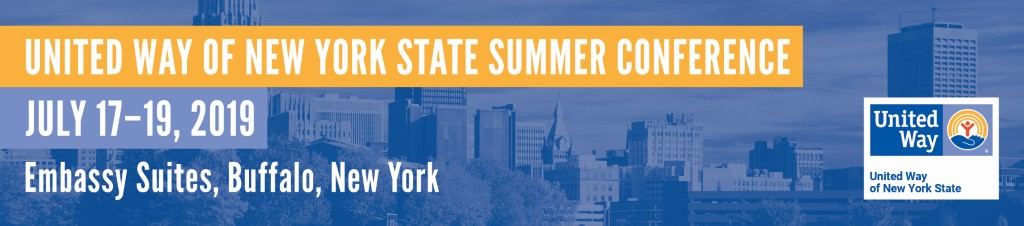 UNITED WAY OF NEW YORK STATE SUMMER CONFERENCE
JULY 17–19, 2019
Embassy Suites, Buffalo, New York
United
Way
United Way
of New York State